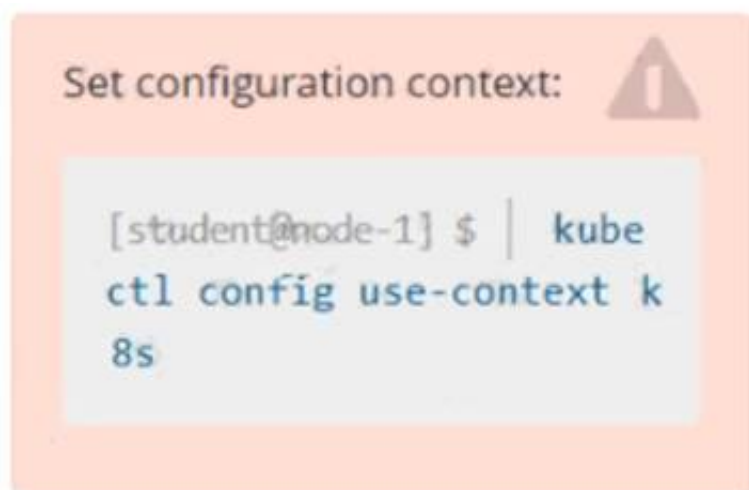 Set configuration context:
[student@node-1] $ | kube
ctl config use-context k
8s